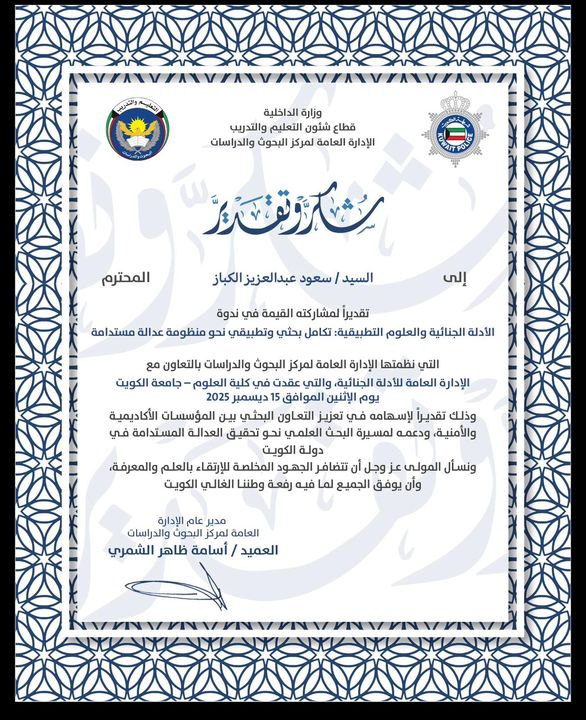 وزارة الداخلية
قطاع شئون التعليم والتدريب
الإدارة العامة لمركز البحوث والدراسات
التعليم والتدريب
البحوث والدراسات
KUWAIT POLICE
شكر وتقدير
إلى السيد / سعود عبدالعزيز الكباز المحترم
تقديراً لمشاركته القيمة في ندوة
الأدلة الجنائية والعلوم التطبيقية: تكامل بحثي وتطبيقي نحو منظومة عدالة مستدامة
التي نظمتها الإدارة العامة لمركز البحوث والدراسات بالتعاون مع
الإدارة العامة للأدلة الجنائية، والتي عقدت في كلية العلوم – جامعة الكويت
يوم الإثنين الموافق 15 ديسمبر 2025
وذلك تقديراً لإسهامه في تعزيز التعاون البحثي بين المؤسسات الأكاديمية
والأمنية، ودعمه لمسيرة البحث العلمي نحو تحقيق العدالة المستدامة في
دولة الكويت
ونسأل المولى عز وجل أن تتضافر الجهود المخلصة للإرتقاء بالعلم والمعرفة،
وأن يوفق الجميع لما فيه رفعة وطننا الغالي الكويت
مدير عام الإدارة
العامة لمركز البحوث والدراسات
العميد / أسامة ظاهر الشمري